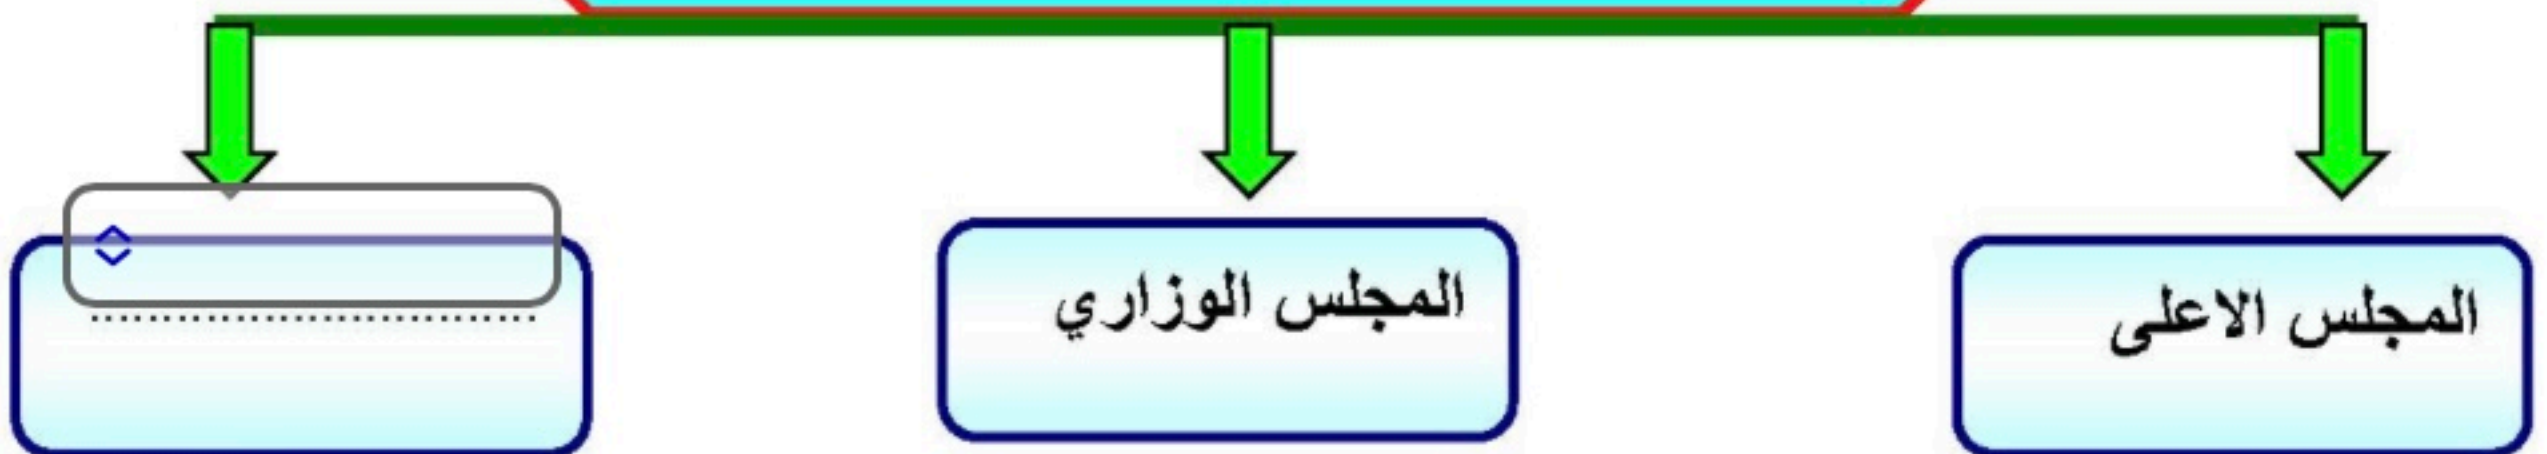 المجلس الاعلى
المجلس الوزاري
..............................